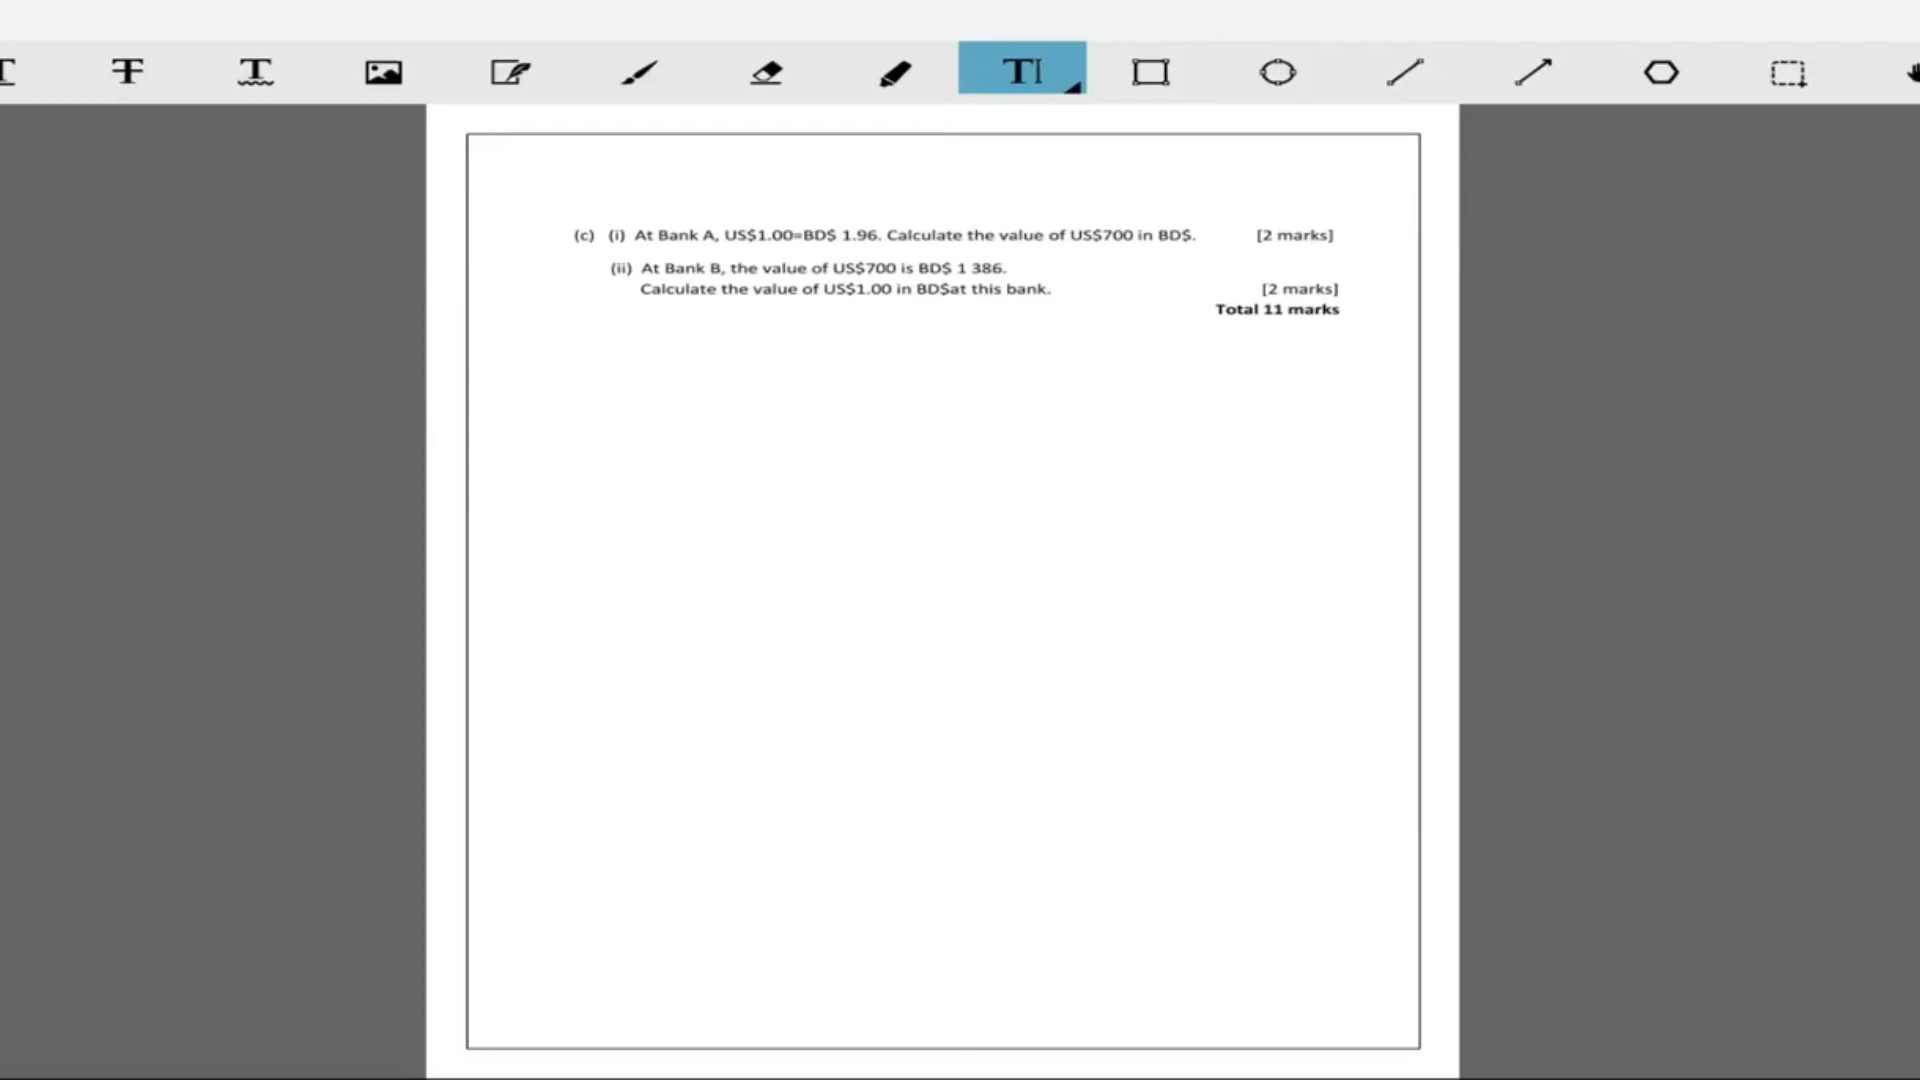 (c) (i) At Bank A, US$1.00=BD$ 1.96. Calculate the value of US$700 in BD$. [2 marks]
(ii) At Bank B, the value of US$700 is BD$ 1 386.
Calculate the value of US$1.00 in BD$at this bank. [2 marks]
Total 11 marks